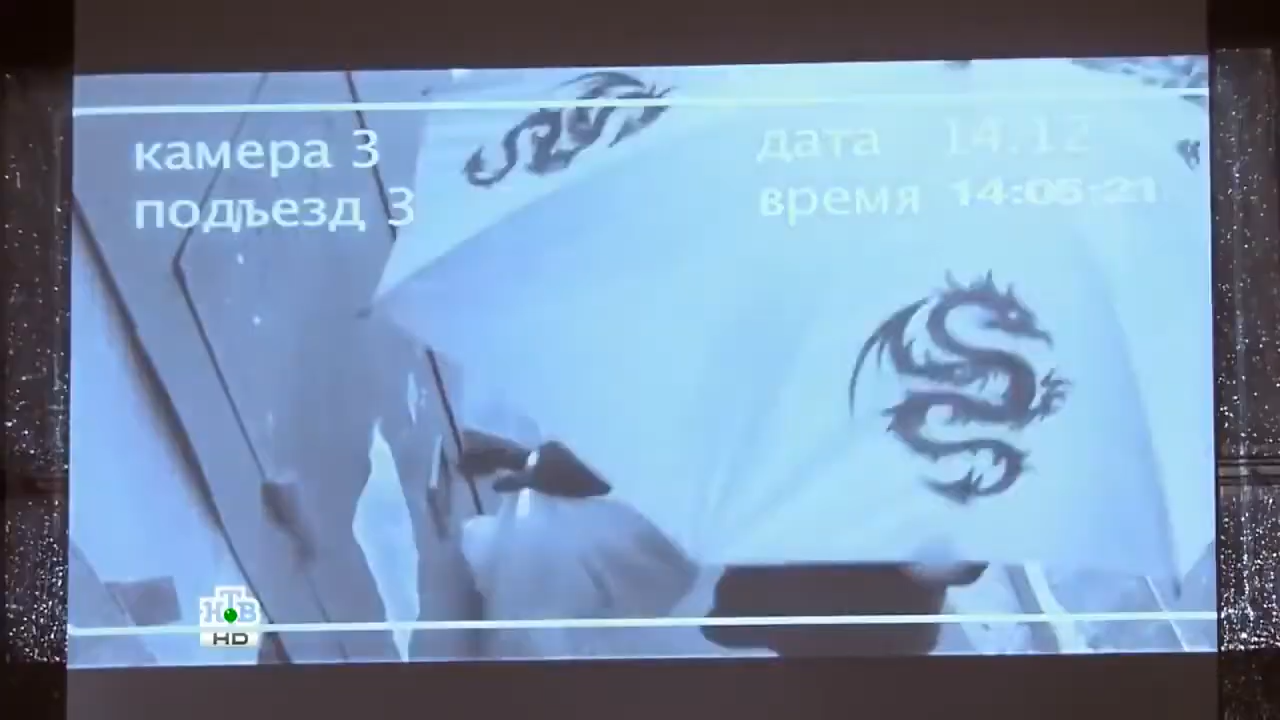 камера 3
подъезд 3
дата 14.12
время 14:05:21
НТВ
HD